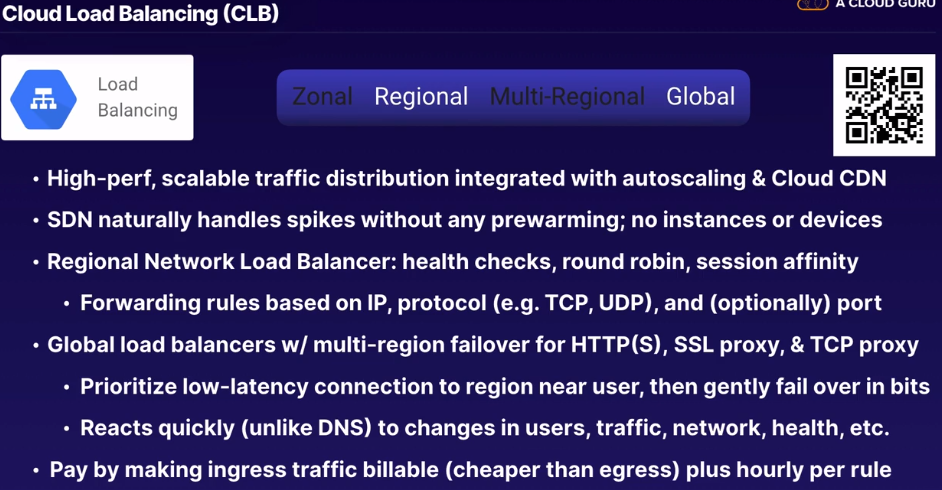 Cloud Load Balancing (CLB)
A CLOUD GURU
Load
Balancing
Zonal Regional Multi-Regional Global
• High-perf, scalable traffic distribution integrated with autoscaling & Cloud CDN
• SDN naturally handles spikes without any prewarming; no instances or devices
• Regional Network Load Balancer: health checks, round robin, session affinity
• Forwarding rules based on IP, protocol (e.g. TCP, UDP), and (optionally) port
• Global load balancers w/ multi-region failover for HTTP(S), SSL proxy, & TCP proxy
• Prioritize low-latency connection to region near user, then gently fail over in bits
• Reacts quickly (unlike DNS) to changes in users, traffic, network, health, etc.
• Pay by making ingress traffic billable (cheaper than egress) plus hourly per rule